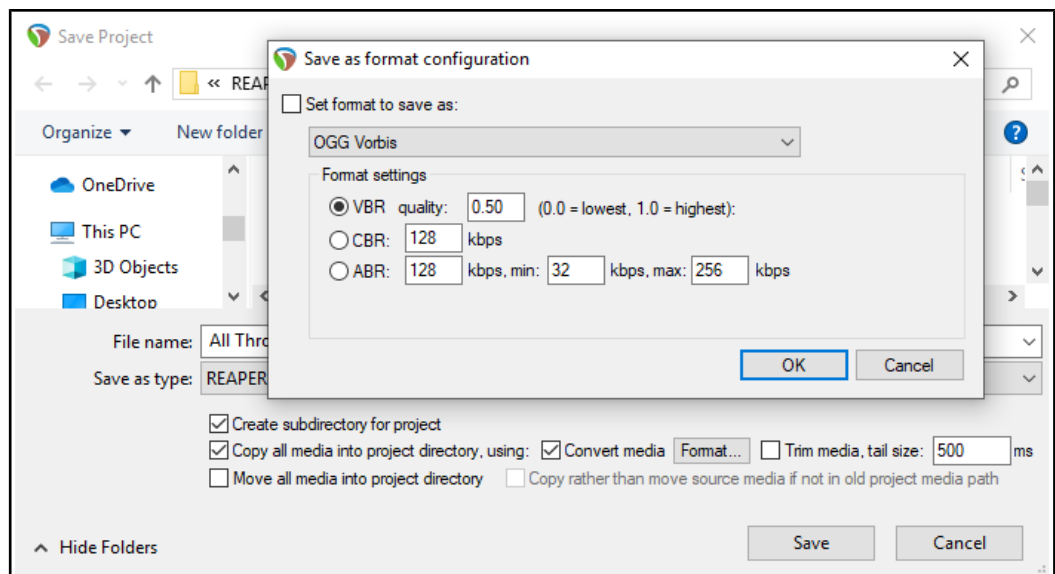 Save Project
Save as format configuration
« REAP
Set format to save as:
Organize
New folder
OGG Vorbis
Format settings
OneDrive
VBR quality: 0.50 (0.0 = lowest, 1.0 = highest):
This PC
CBR: 128 kbps
3D Objects
ABR: 128 kbps, min: 32 kbps, max: 256 kbps
Desktop
File name: All Thro
OK Cancel
Save as type: REAPER
Create subdirectory for project
Copy all media into project directory, using: Convert media Format... Trim media, tail size: 500 ms
Move all media into project directory Copy rather than move source media if not in old project media path
Hide Folders
Save Cancel